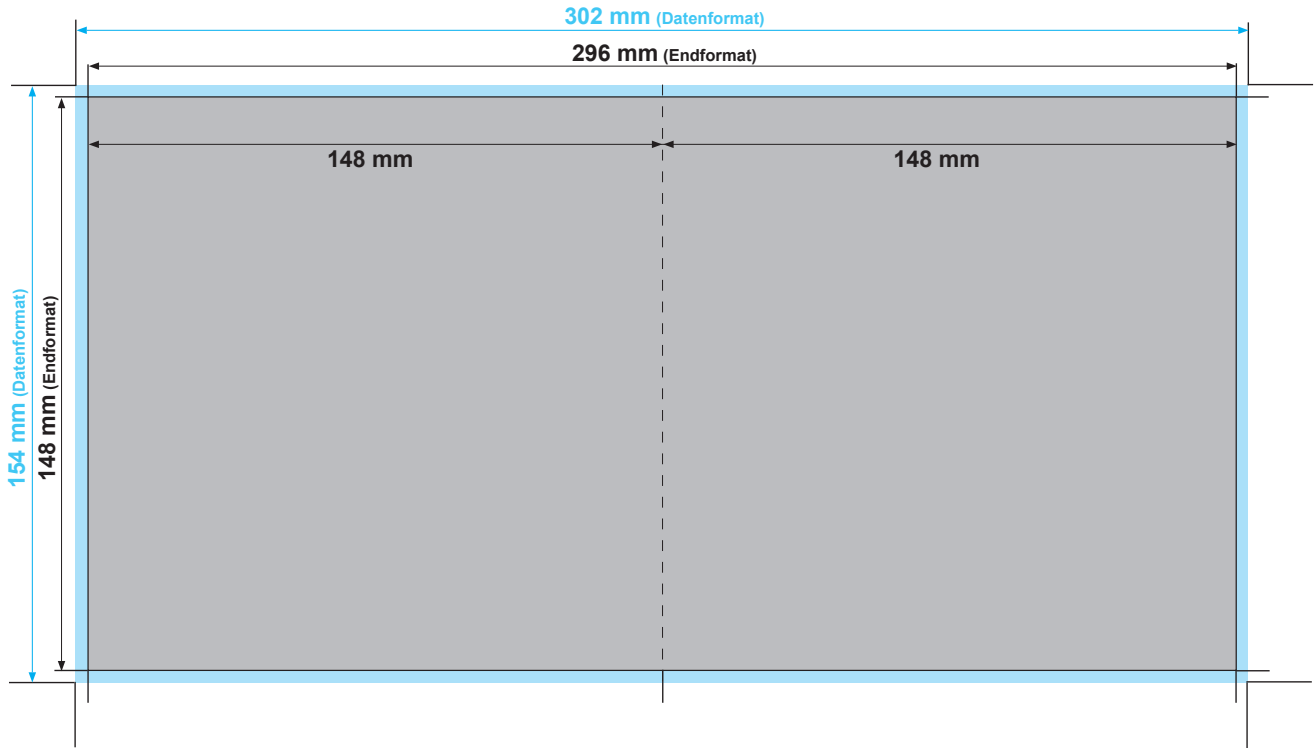 302 mm (Datenformat)
296 mm (Endformat)
148 mm
148 mm
154 mm (Datenformat)
148 mm (Endformat)